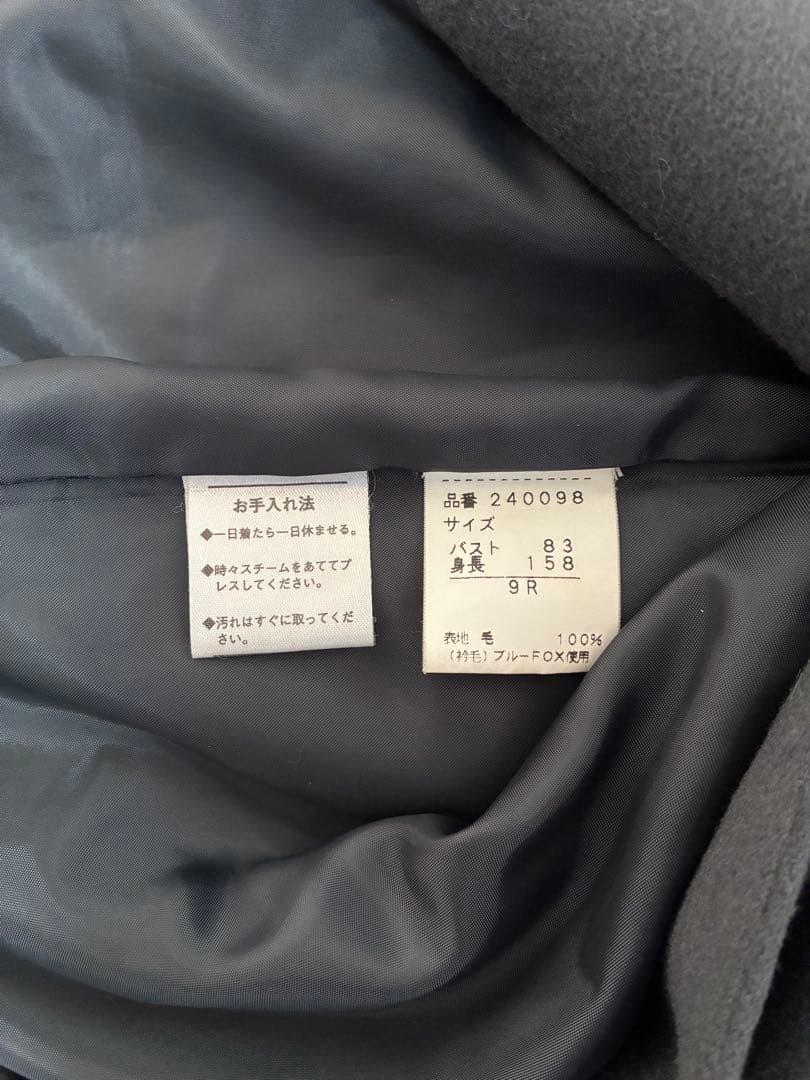 お手入れ法
◆一日着たら一日休ませる。
◆時々スチームをあててプ
レスしてください。
◆汚れはすぐに取ってくだ
さい。
品番 240098
サイズ
バスト 83
身長 158
9R
表地 毛 100%
(衿毛) ブルーFOX使用